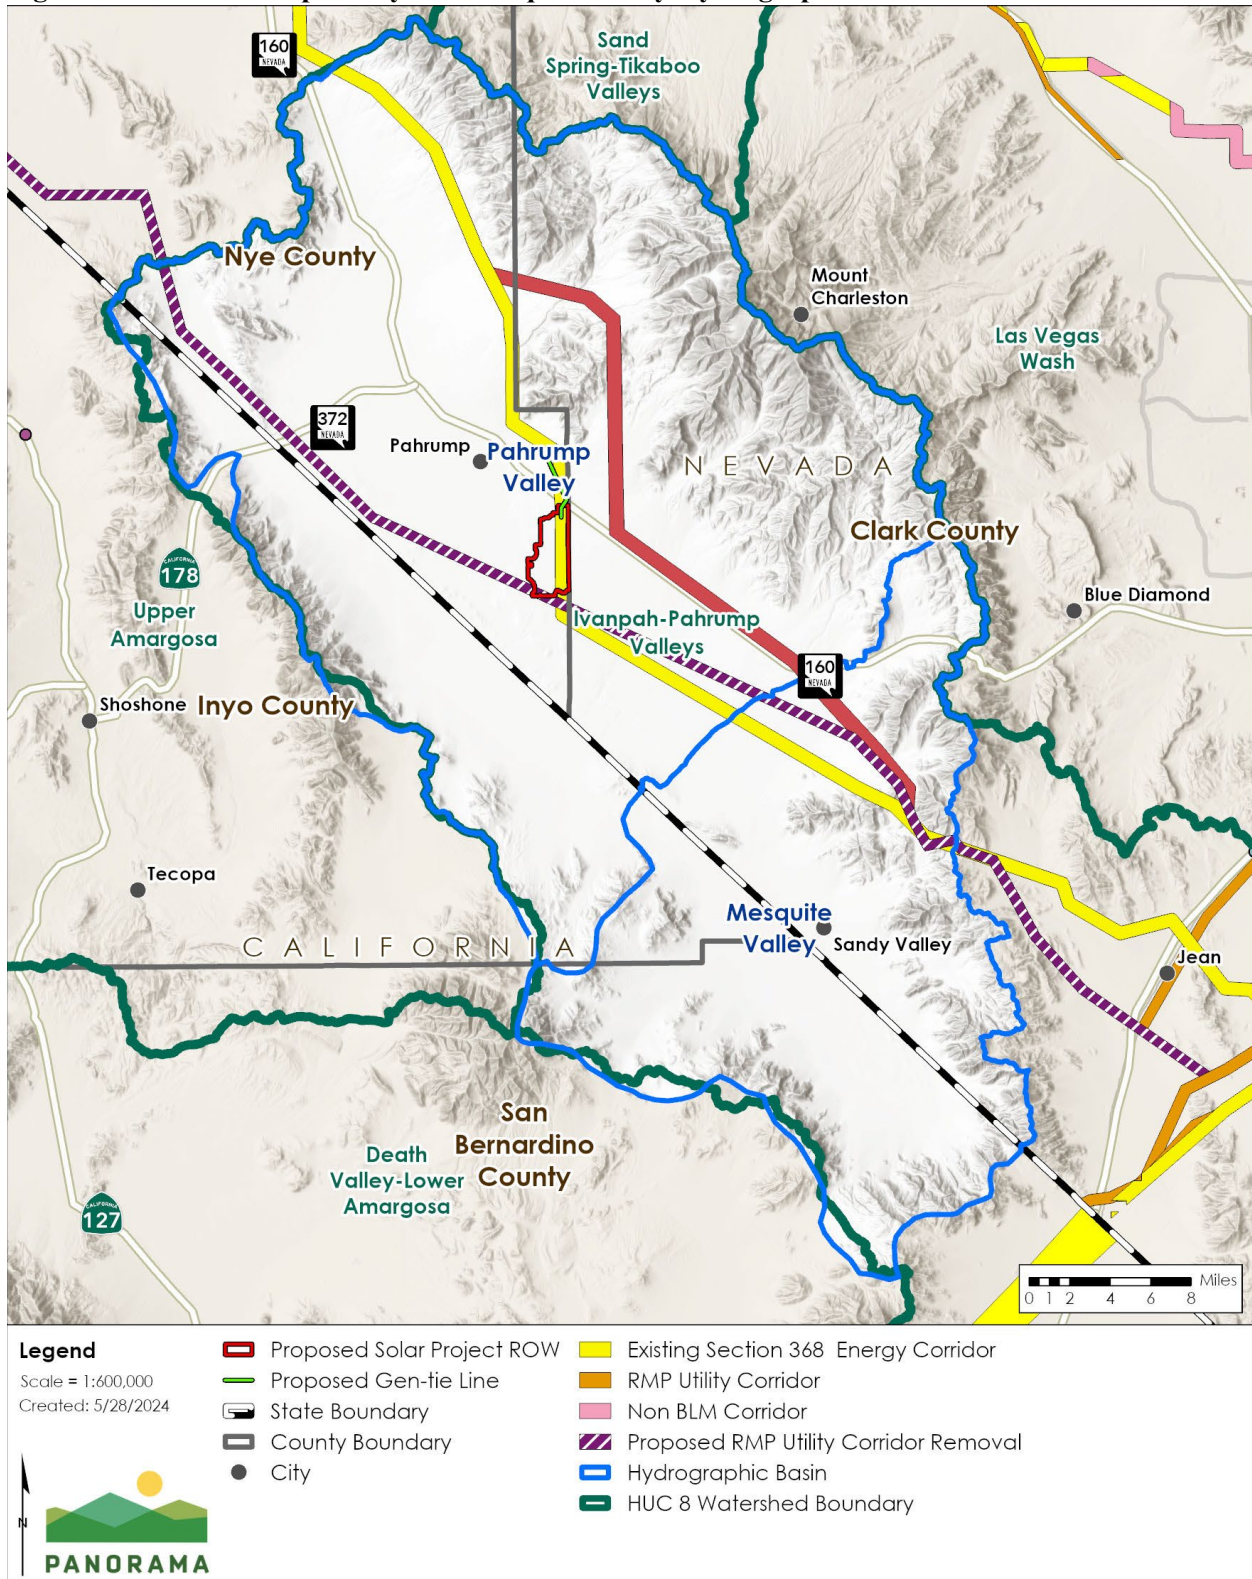 160
NEVADA
Sand
Spring-Tikaboo
Valleys
Nye County
Mount
Charleston
Las Vegas
Wash
372
NEVADA
Pahrump
Pahrump
Valley
NEVADA
Clark County
CALIFORNIA
178
Upper
Amargosa
Blue Diamond
Ivanpah-Pahrump
Valleys
160
NEVADA
Shoshone
Inyo County
Tecopa
Mesquite
Valley
Sandy Valley
CALIFORNIA
Jean
San
Bernardino
County
Death
Valley-Lower
Amargosa
CALIFORNIA
127
Miles
0 1 2 4 6 8
Legend
Scale = 1:600,000
Created: 5/28/2024
N
PANORAMA
Proposed Solar Project ROW
Proposed Gen-tie Line
State Boundary
County Boundary
City
Existing Section 368 Energy Corridor
RMP Utility Corridor
Non BLM Corridor
Proposed RMP Utility Corridor Removal
Hydrographic Basin
HUC 8 Watershed Boundary